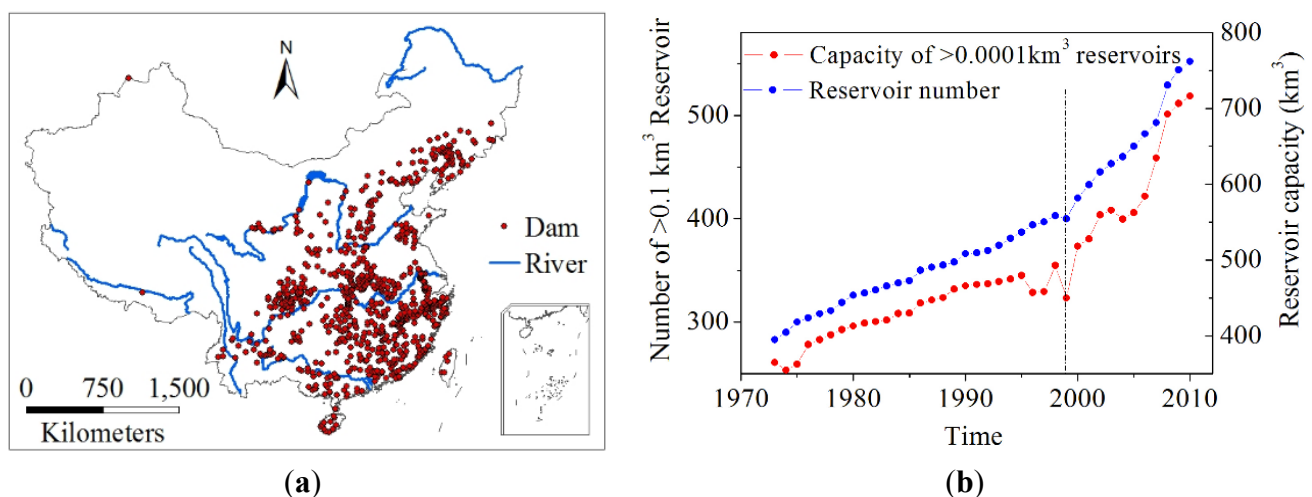 N
Dam
River
0 750 1,500
Kilometers
(a)
Number of >0.1 km³ Reservoir
500
400
300
Capacity of >0.0001km³ reservoirs
Reservoir number
800
700
600
500
400
Reservoir capacity (km³)
1970 1980 1990 2000 2010
Time
(b)